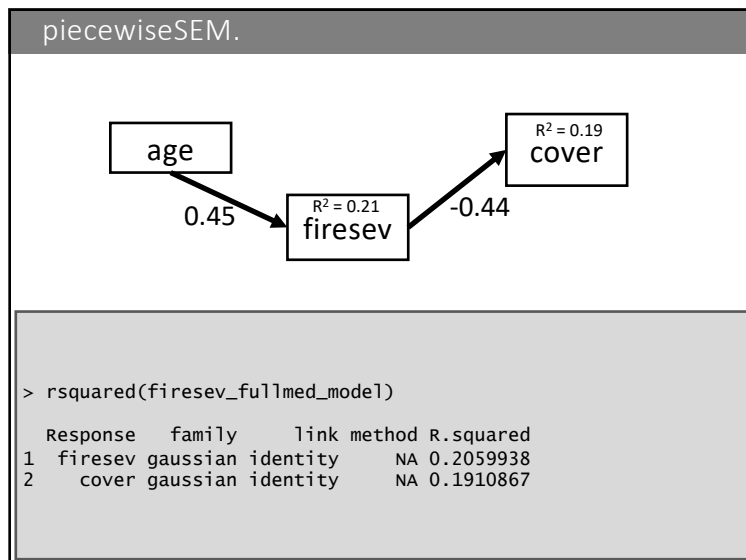 piecewiseSEM.
age
R² = 0.19
cover
0.45
R² = 0.21
firesev
-0.44
> rsquared(firesev_fullmed_model)
  Response   family     link method R.squared
1  firesev gaussian identity     NA 0.2059938
2    cover gaussian identity     NA 0.1910867